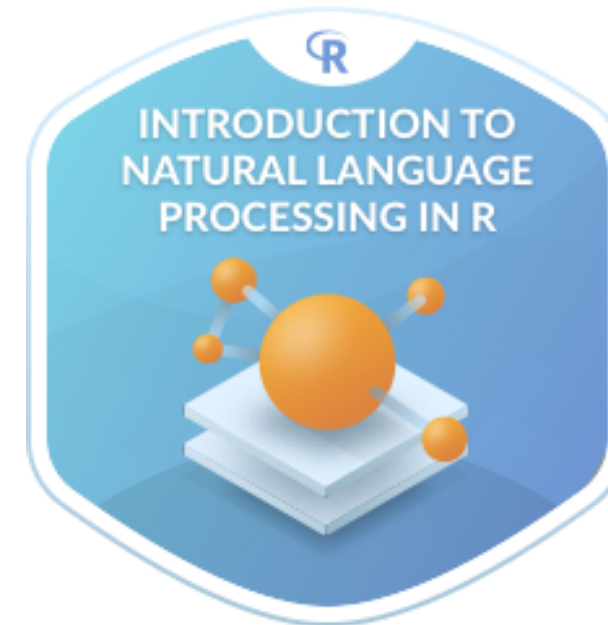 R
INTRODUCTION TO
NATURAL LANGUAGE
PROCESSING IN R